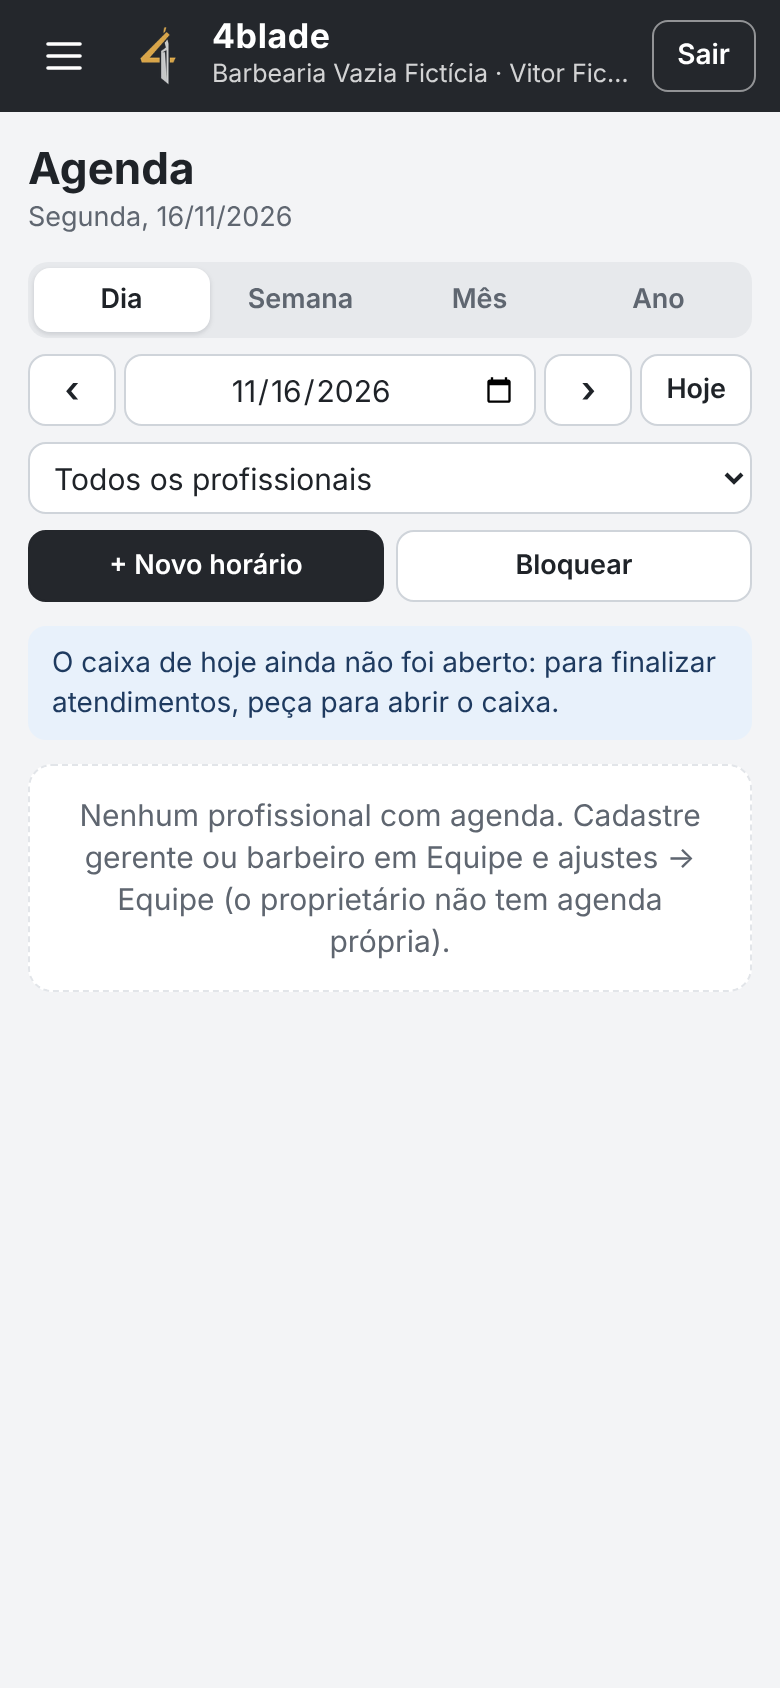 4blade
Barbearia Vazia Fictícia · Vitor Fic...
Sair
Agenda
Segunda, 16/11/2026
Dia
Semana
Mês
Ano
‹
11/16/2026
›
Hoje
Todos os profissionais
+ Novo horário
Bloquear
O caixa de hoje ainda não foi aberto: para finalizar
atendimentos, peça para abrir o caixa.
Nenhum profissional com agenda. Cadastre
gerente ou barbeiro em Equipe e ajustes →
Equipe (o proprietário não tem agenda
própria).